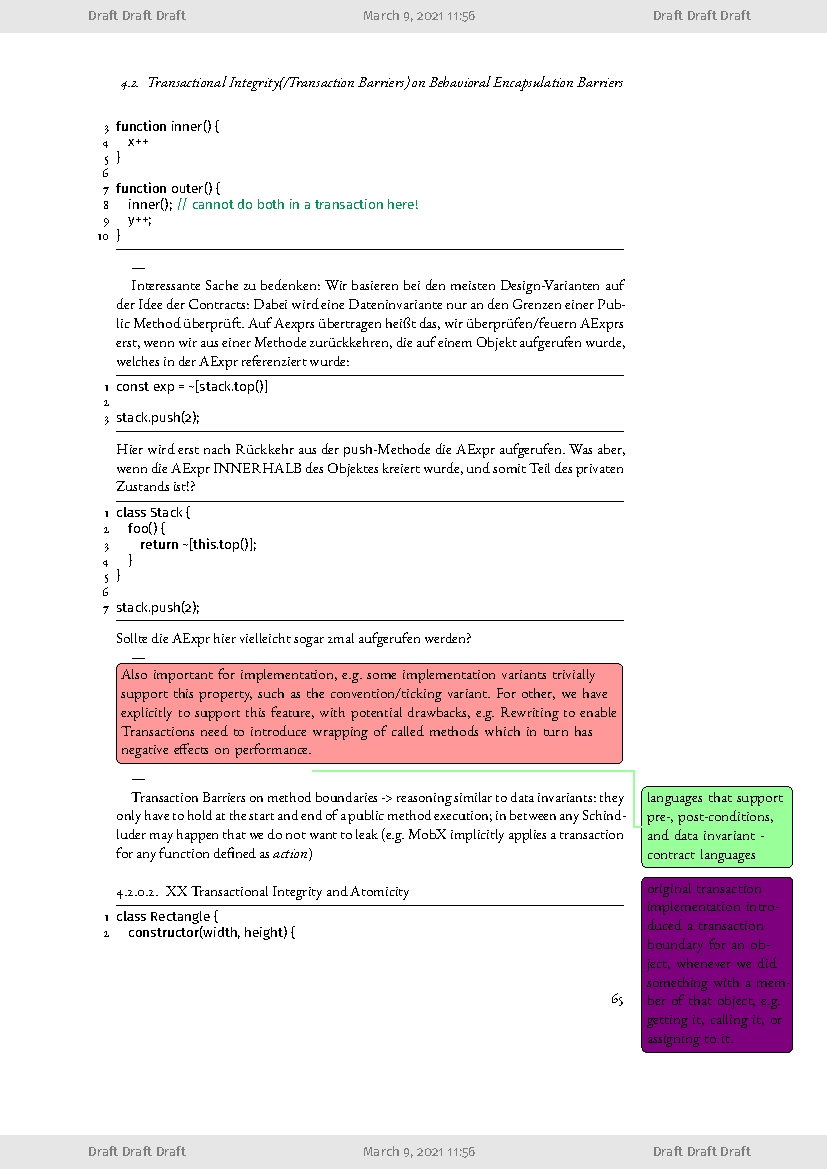 Draft Draft Draft March 9, 2021 11:56 Draft Draft Draft
4.2. Transactional Integrity(/Transaction Barriers) on Behavioral Encapsulation Barriers
3 function inner() {
4 x++
5 }
6
7 function outer() {
8 inner(); // cannot do both in a transaction here!
9 y++;
10 }
—
Interessante Sache zu bedenken: Wir basieren bei den meisten Design-Varianten auf
der Idee der Contracts: Dabei wird eine Dateninvariante nur an den Grenzen einer Pub-
lic Method überprüft. Auf Aexprs übertragen heißt das, wir überprüfen/feuern AExprs
erst, wenn wir aus einer Methode zurückkehren, die auf einem Objekt aufgerufen wurde,
welches in der AExpr referenziert wurde:
1 const exp = ~[stack.top()]
2
3 stack.push(2);
Hier wird erst nach Rückkehr aus der push-Methode die AExpr aufgerufen. Was aber,
wenn die AExpr INNERHALB des Objektes kreiert wurde, und somit Teil des privaten
Zustands ist!?
1 class Stack {
2 foo() {
3 return ~[this.top()];
4 }
5 }
6
7 stack.push(2);
Sollte die AExpr hier vielleicht sogar 2mal aufgerufen werden?
—
Also important for implementation, e.g. some implementation variants trivially
support this property, such as the convention/ticking variant. For other, we have
explicitly to support this feature, with potential drawbacks, e.g. Rewriting to enable
Transactions need to introduce wrapping of called methods which in turn has
negative effects on performance.
—
Transaction Barriers on method boundaries -> reasoning similar to data invariants: they
only have to hold at the start and end of a public method execution; in between any Schind-
luder may happen that we do not want to leak (e.g. MobX implicitly applies a transaction
for any function defined as action)
languages that support
pre-, post-conditions,
and data invariant -
contract languages
4.2.0.2. XX Transactional Integrity and Atomicity
1 class Rectangle {
2 constructor(width, height) {
original transaction
implementation intro-
duced a transaction
boundary for an ob-
ject, whenever we did
something with a mem-
ber of that object, e.g.
getting it, calling it, or
assigning to it.
65
Draft Draft Draft March 9, 2021 11:56 Draft Draft Draft